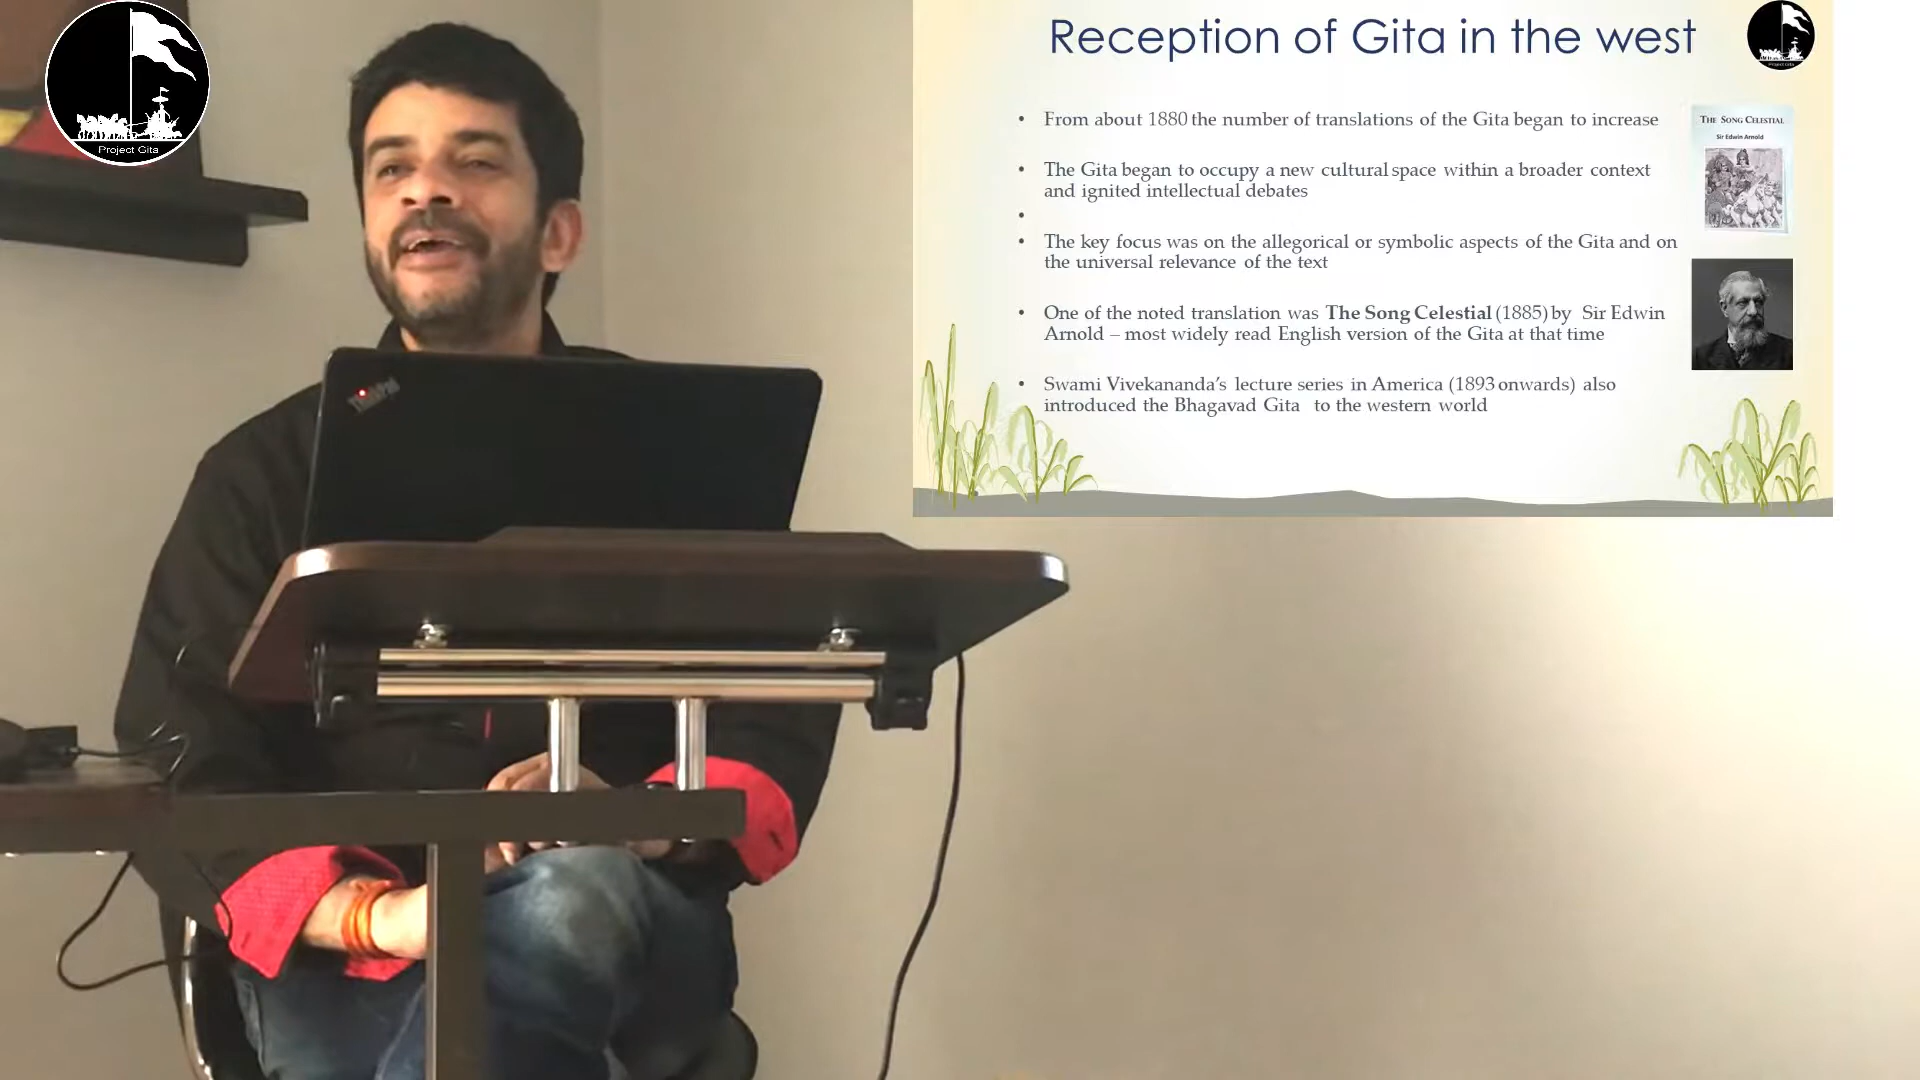 Project Gita
Reception of Gita in the west
Project Gita
• From about 1880 the number of translations of the Gita began to increase
• The Gita began to occupy a new cultural space within a broader context
and ignited intellectual debates
•
• The key focus was on the allegorical or symbolic aspects of the Gita and on
the universal relevance of the text
• One of the noted translation was The Song Celestial (1885) by Sir Edwin
Arnold – most widely read English version of the Gita at that time
• Swami Vivekananda's lecture series in America (1893 onwards) also
introduced the Bhagavad Gita to the western world
THE SONG CELESTIAL
Sir Edwin Arnold
ThinkPad